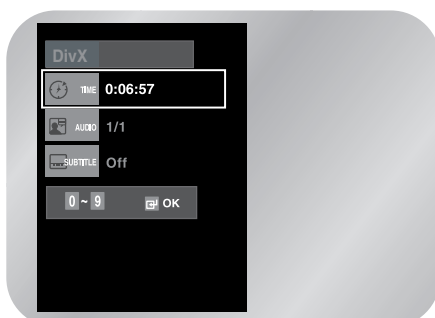 DivX
TIME 0:06:57
AUDIO 1/1
SUBTITLE Off
0 ~ 9 OK